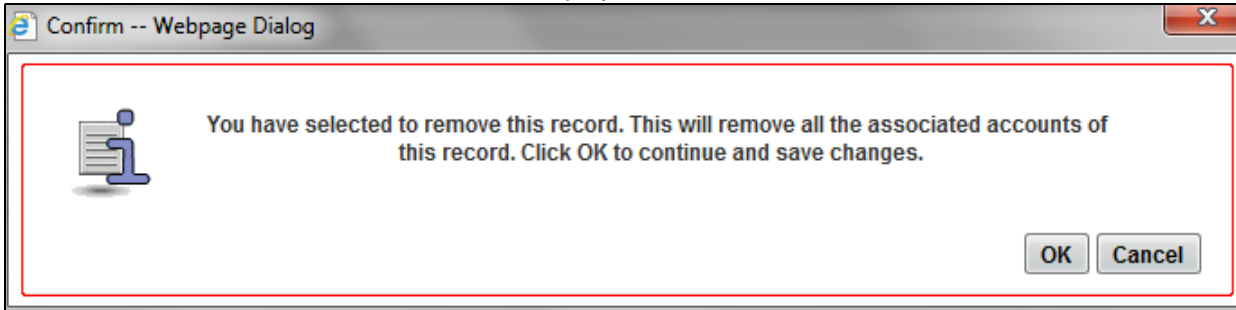 Confirm -- Webpage Dialog
You have selected to remove this record. This will remove all the associated accounts of
this record. Click OK to continue and save changes.
OK Cancel